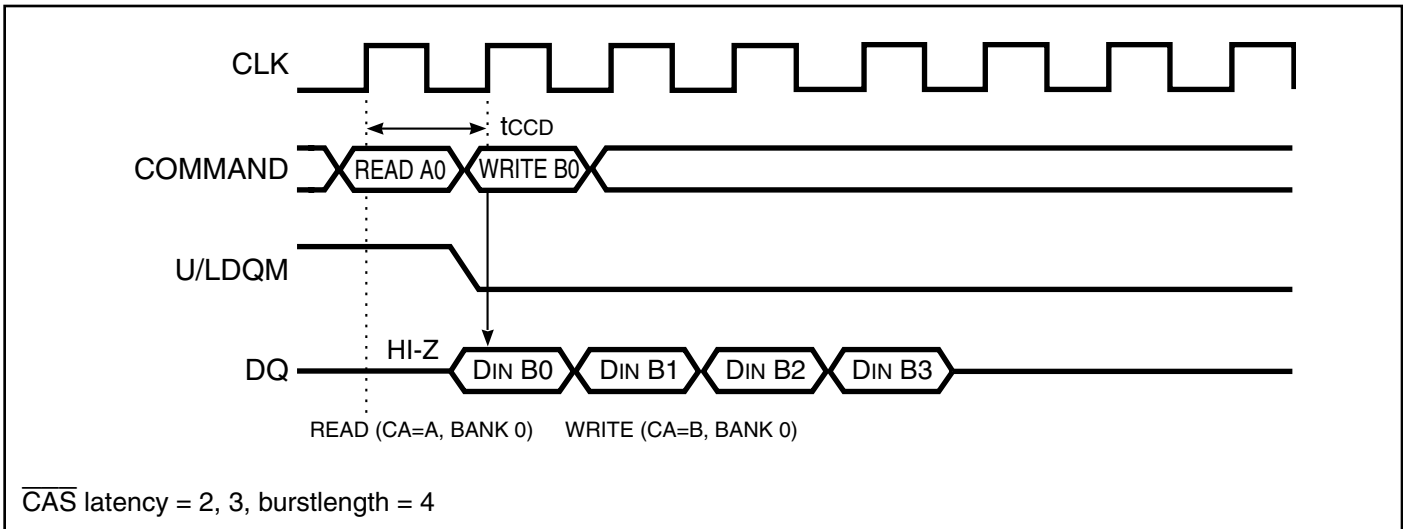 CLK
tCCD
COMMAND READ A0 WRITE B0
U/LDQM
HI-Z
DQ DIN B0 DIN B1 DIN B2 DIN B3
READ (CA=A, BANK 0) WRITE (CA=B, BANK 0)
CAS latency = 2, 3, burstlength = 4